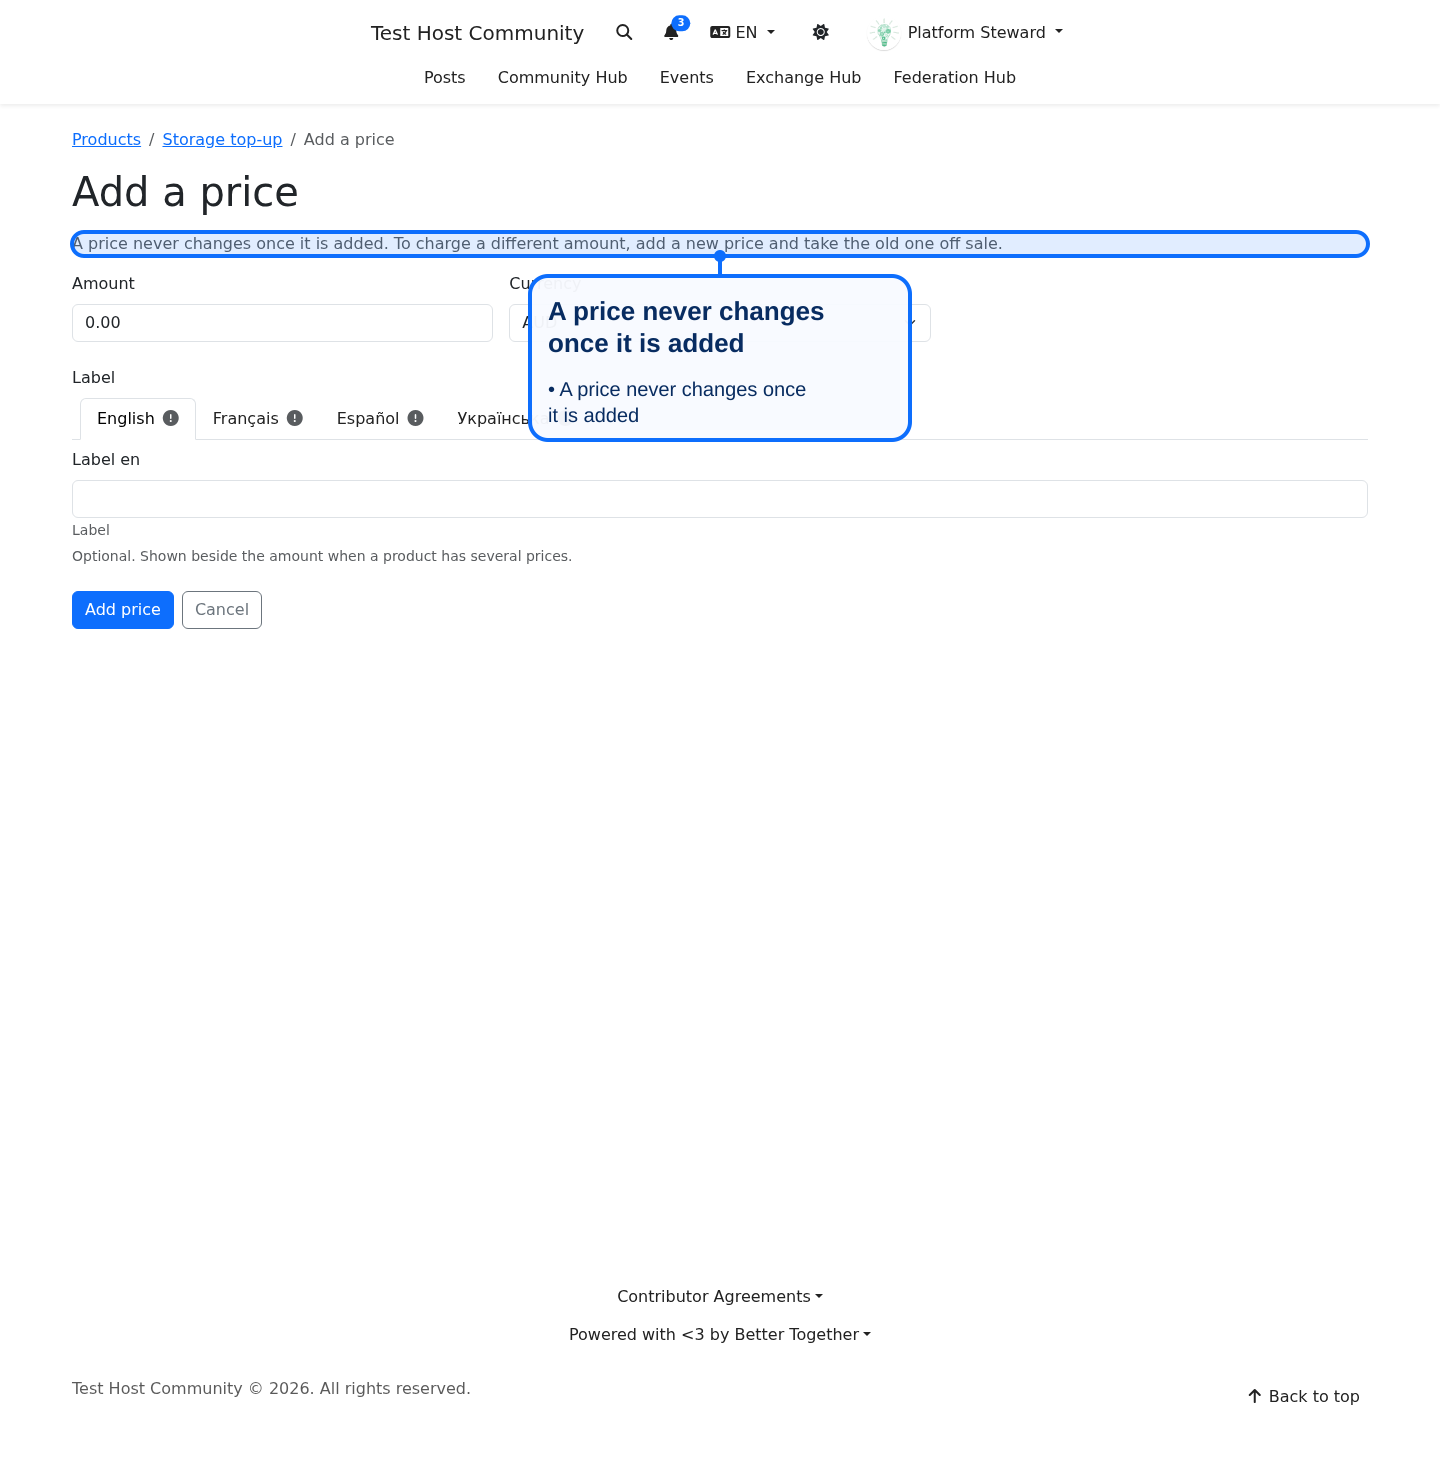 Test Host Community
3
EN
Platform Steward
Posts
Community Hub
Events
Exchange Hub
Federation Hub
Products / Storage top-up / Add a price
Add a price
A price never changes once it is added. To charge a different amount, add a new price and take the old one off sale.
Amount
Currency
0.00
AUD
A price never changes
once it is added
• A price never changes once
it is added
Label
English
Français
Español
Label en
Label
Optional. Shown beside the amount when a product has several prices.
Add price
Cancel
Contributor Agreements
Powered with <3 by Better Together
Test Host Community © 2026. All rights reserved.
Back to top